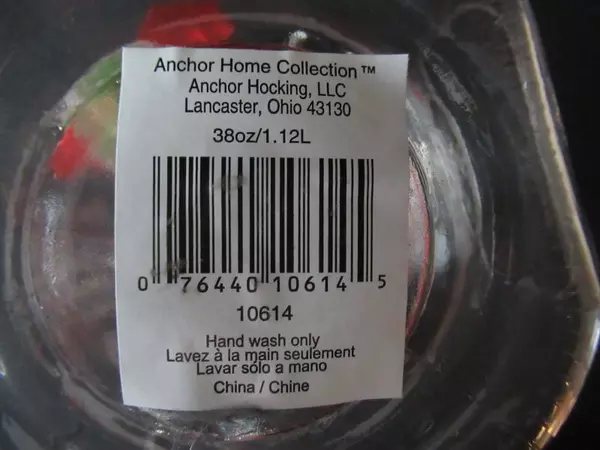 Anchor Home Collection™
Anchor Hocking, LLC
Lancaster, Ohio 43130
38oz/1.12L
0 76440 10614 5
10614
Hand wash only
Lavez à la main seulement
Lavar sólo a mano
China / Chine